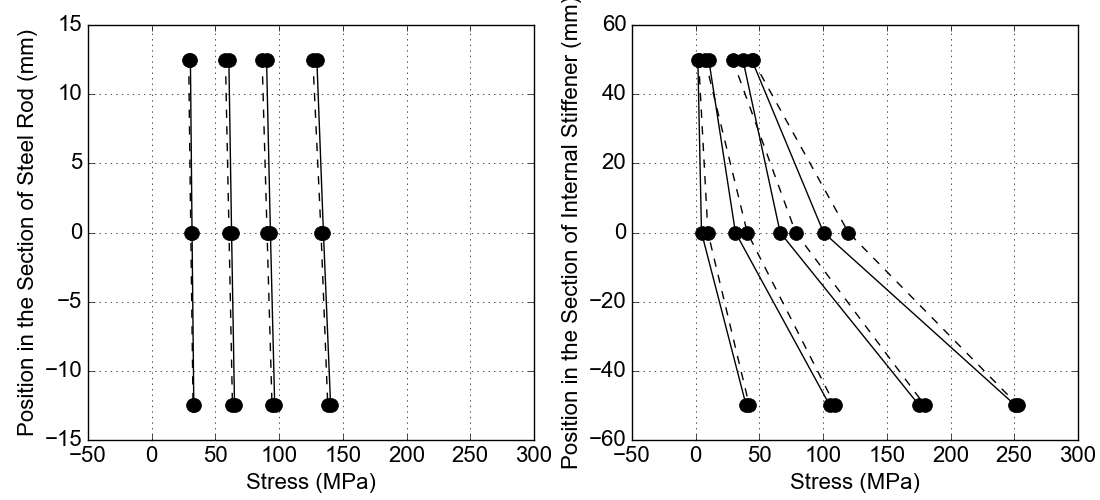 Position in the Section of Steel Rod (mm)
15
10
5
0
−5
−10
−15
−50 0 50 100 150 200 250 300
Stress (MPa)
Position in the Section of Internal Stiffener (mm)
60
40
20
0
−20
−40
−60
−50 0 50 100 150 200 250 300
Stress (MPa)